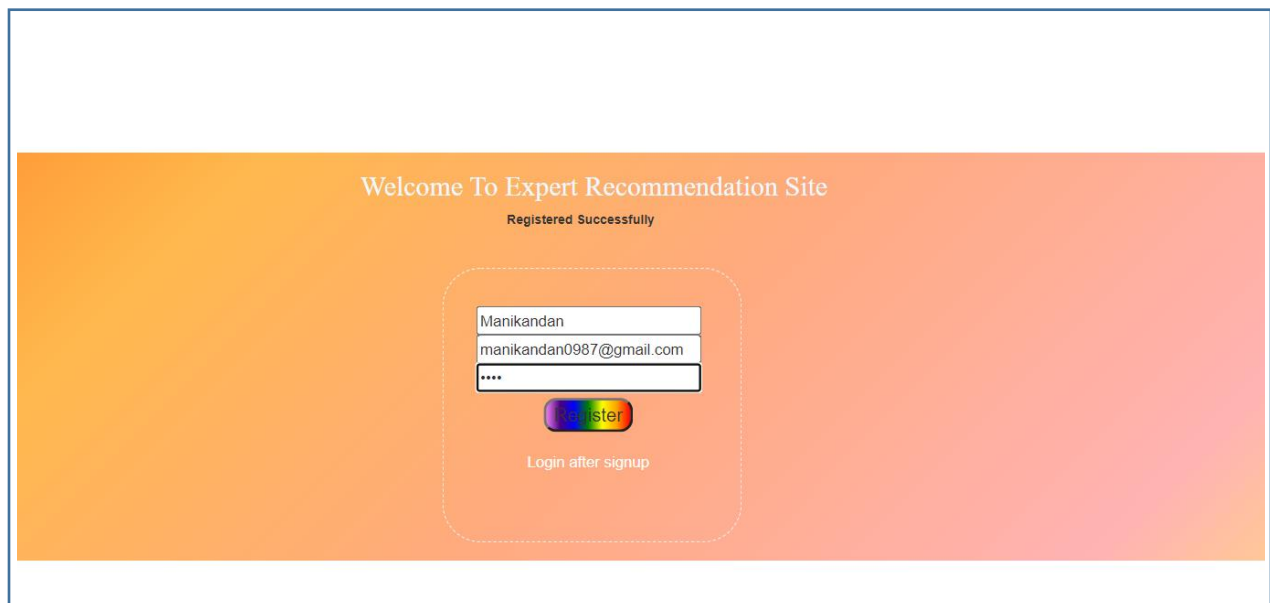 Welcome To Expert Recommendation Site
Registered Successfully
Manikandan
manikandan0987@gmail.com
••••
Register
Login after signup